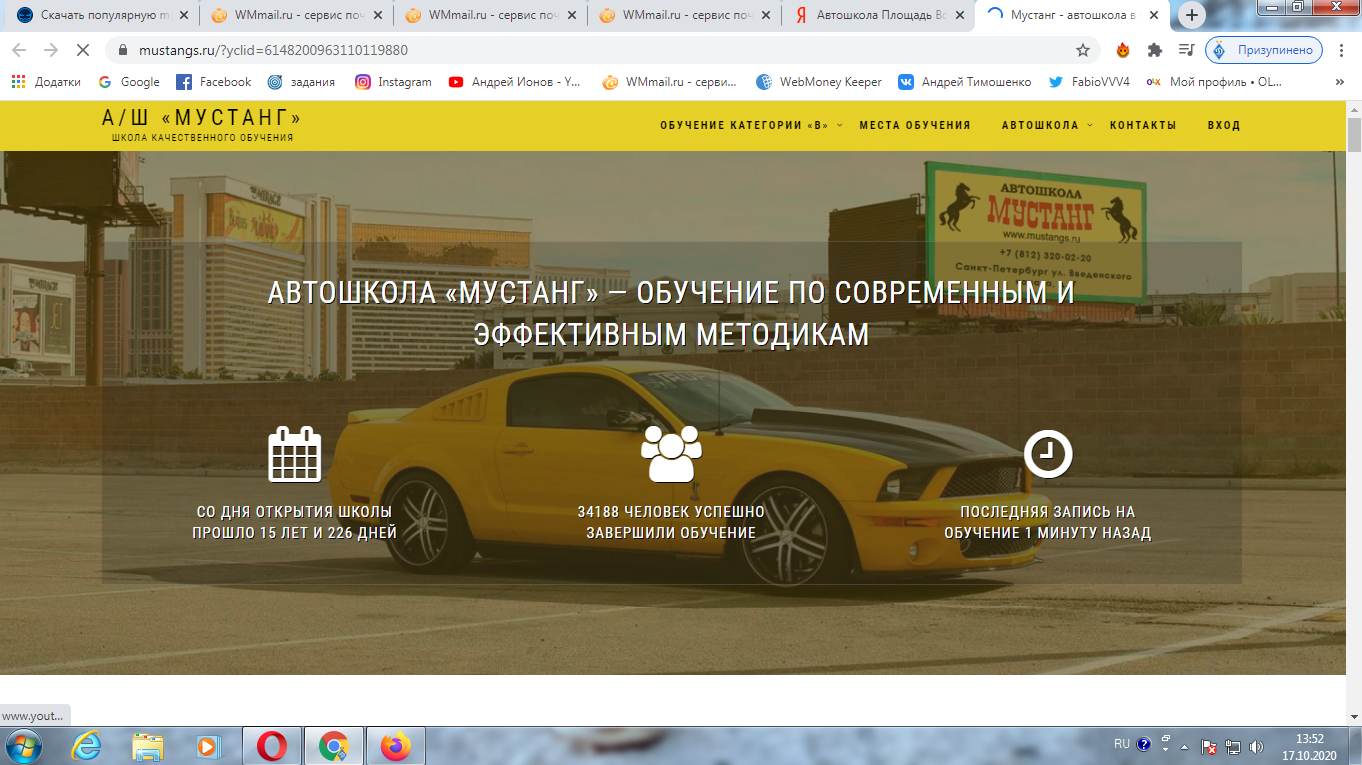 Скачать популярную m
WMmail.ru - сервис поч
WMmail.ru - сервис поч
WMmail.ru - сервис поч
Автошкола Площадь Вс
Мустанг - автошкола в
mustangs.ru/?yclid=6148200963110119880
Призупинено
Додатки
Google
Facebook
задания
Instagram
Андрей Ионов - Y...
WMmail.ru - серви...
WebMoney Keeper
Андрей Тимошенко
FabioVVV4
Мой профиль • OL...
А/Ш «МУСТАНГ»
ШКОЛА КАЧЕСТВЕННОГО ОБУЧЕНИЯ
ОБУЧЕНИЕ КАТЕГОРИИ «В»
МЕСТА ОБУЧЕНИЯ
АВТОШКОЛА
КОНТАКТЫ
ВХОД
АВТОШКОЛА
МУСТАНГ
www.mustangs.ru
+7 (812) 320-02-20
Санкт-Петербург ул. Введенского
АВТОШКОЛА «МУСТАНГ» — ОБУЧЕНИЕ ПО СОВРЕМЕННЫМ И
ЭФФЕКТИВНЫМ МЕТОДИКАМ
СО ДНЯ ОТКРЫТИЯ ШКОЛЫ
ПРОШЛО 15 ЛЕТ И 226 ДНЕЙ
34188 ЧЕЛОВЕК УСПЕШНО
ЗАВЕРШИЛИ ОБУЧЕНИЕ
ПОСЛЕДНЯЯ ЗАПИСЬ НА
ОБУЧЕНИЕ 1 МИНУТУ НАЗАД
www.yout...
RU
13:52
17.10.2020